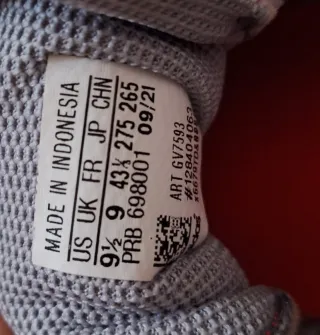 MADE IN INDONESIA
US UK FR JP CHN
9½ 9 43⅓ 275 265
PRB 698001 09/21
ART GV7593
#128404062